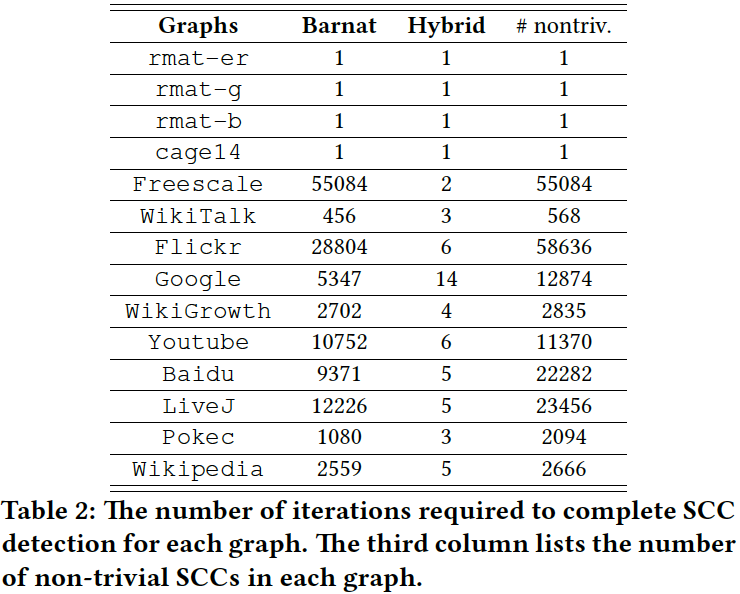 Graphs Barnat Hybrid # nontriv.
rmat-er 1 1 1
rmat-g 1 1 1
rmat-b 1 1 1
cage14 1 1 1
Freescale 55084 2 55084
WikiTalk 456 3 568
Flickr 28804 6 58636
Google 5347 14 12874
WikiGrowth 2702 4 2835
Youtube 10752 6 11370
Baidu 9371 5 22282
LiveJ 12226 5 23456
Pokec 1080 3 2094
Wikipedia 2559 5 2666
Table 2: The number of iterations required to complete SCC
detection for each graph. The third column lists the number
of non-trivial SCCs in each graph.